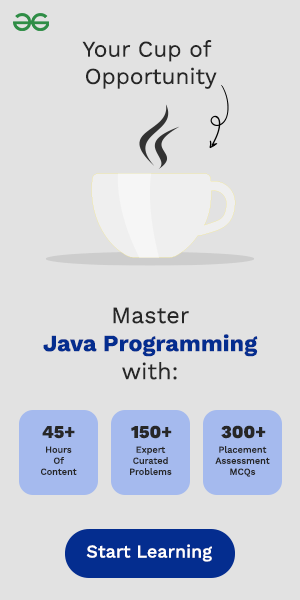 Your Cup of
Opportunity
Master
Java Programming
with:
45+
Hours
Of
Content
150+
Expert
Curated
Problems
300+
Placement
Assessment
MCQs
Start Learning